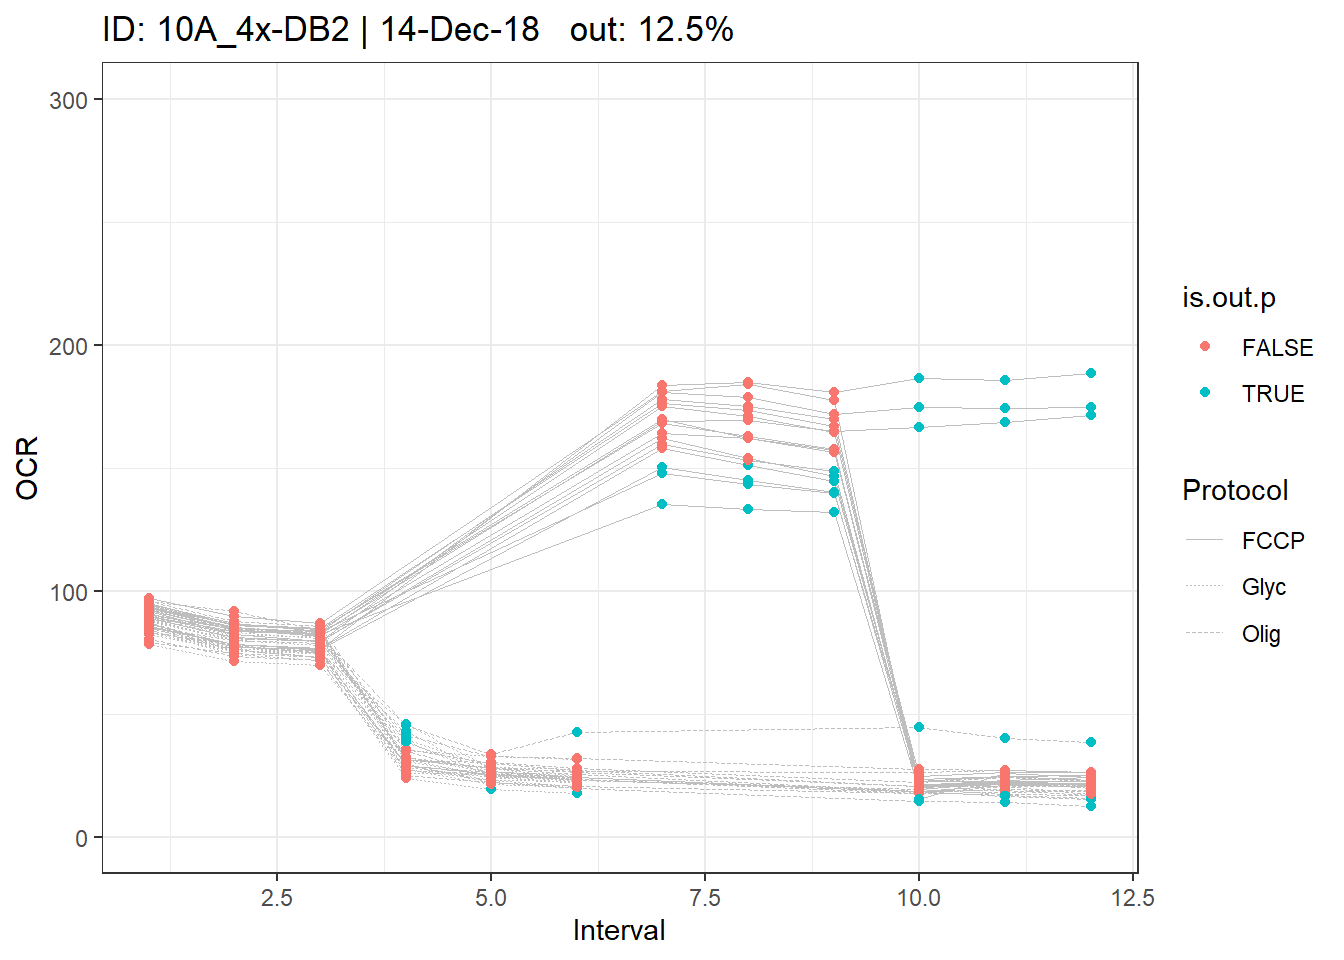 ID: 10A_4x-DB2 | 14-Dec-18   out: 12.5%
300
200
100
0
OCR
2.5
5.0
7.5
10.0
12.5
Interval
is.out.p
FALSE
TRUE
Protocol
FCCP
Glyc
Olig